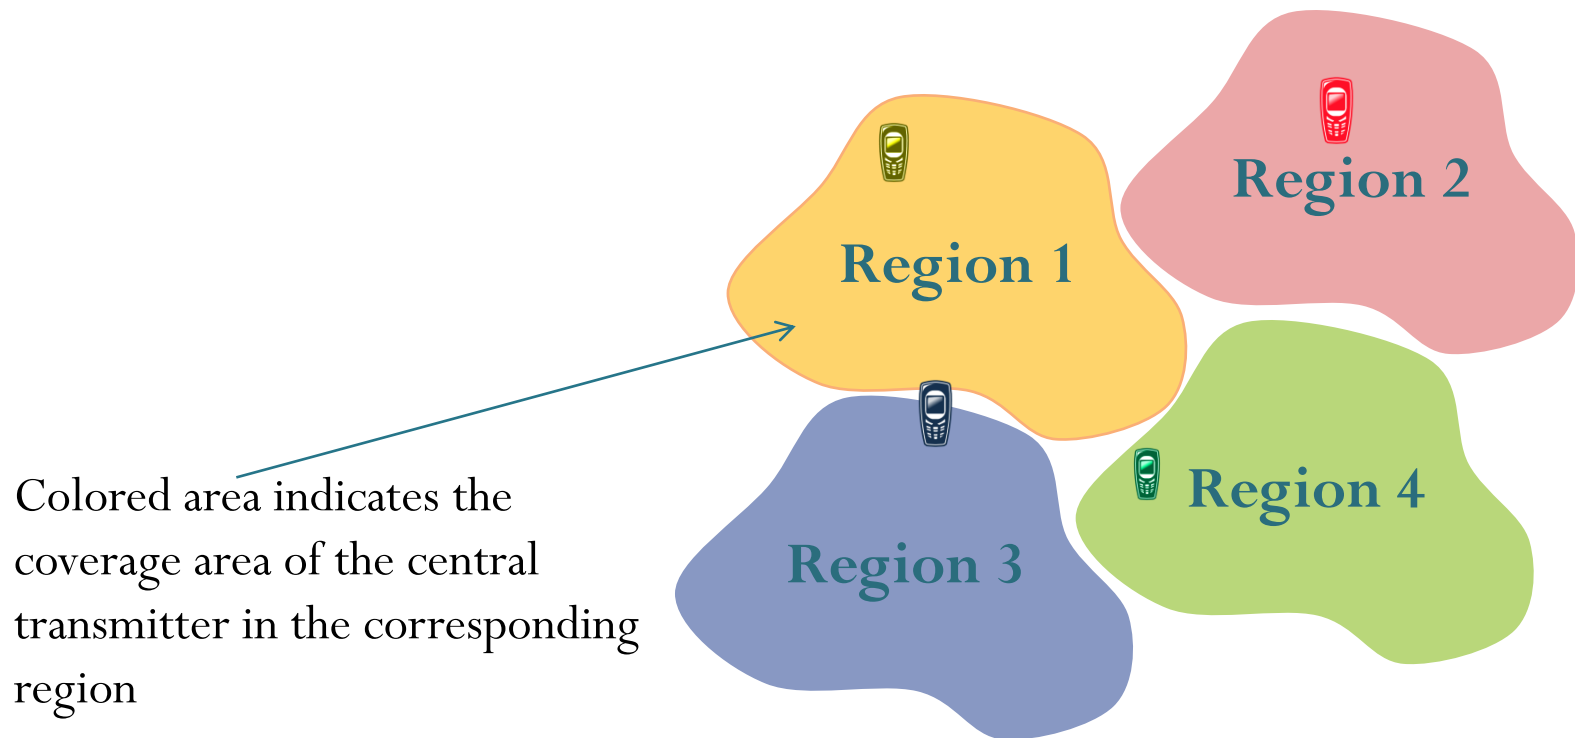 Region 2
Region 1
Region 4
Region 3
Colored area indicates the
coverage area of the central
transmitter in the corresponding
region